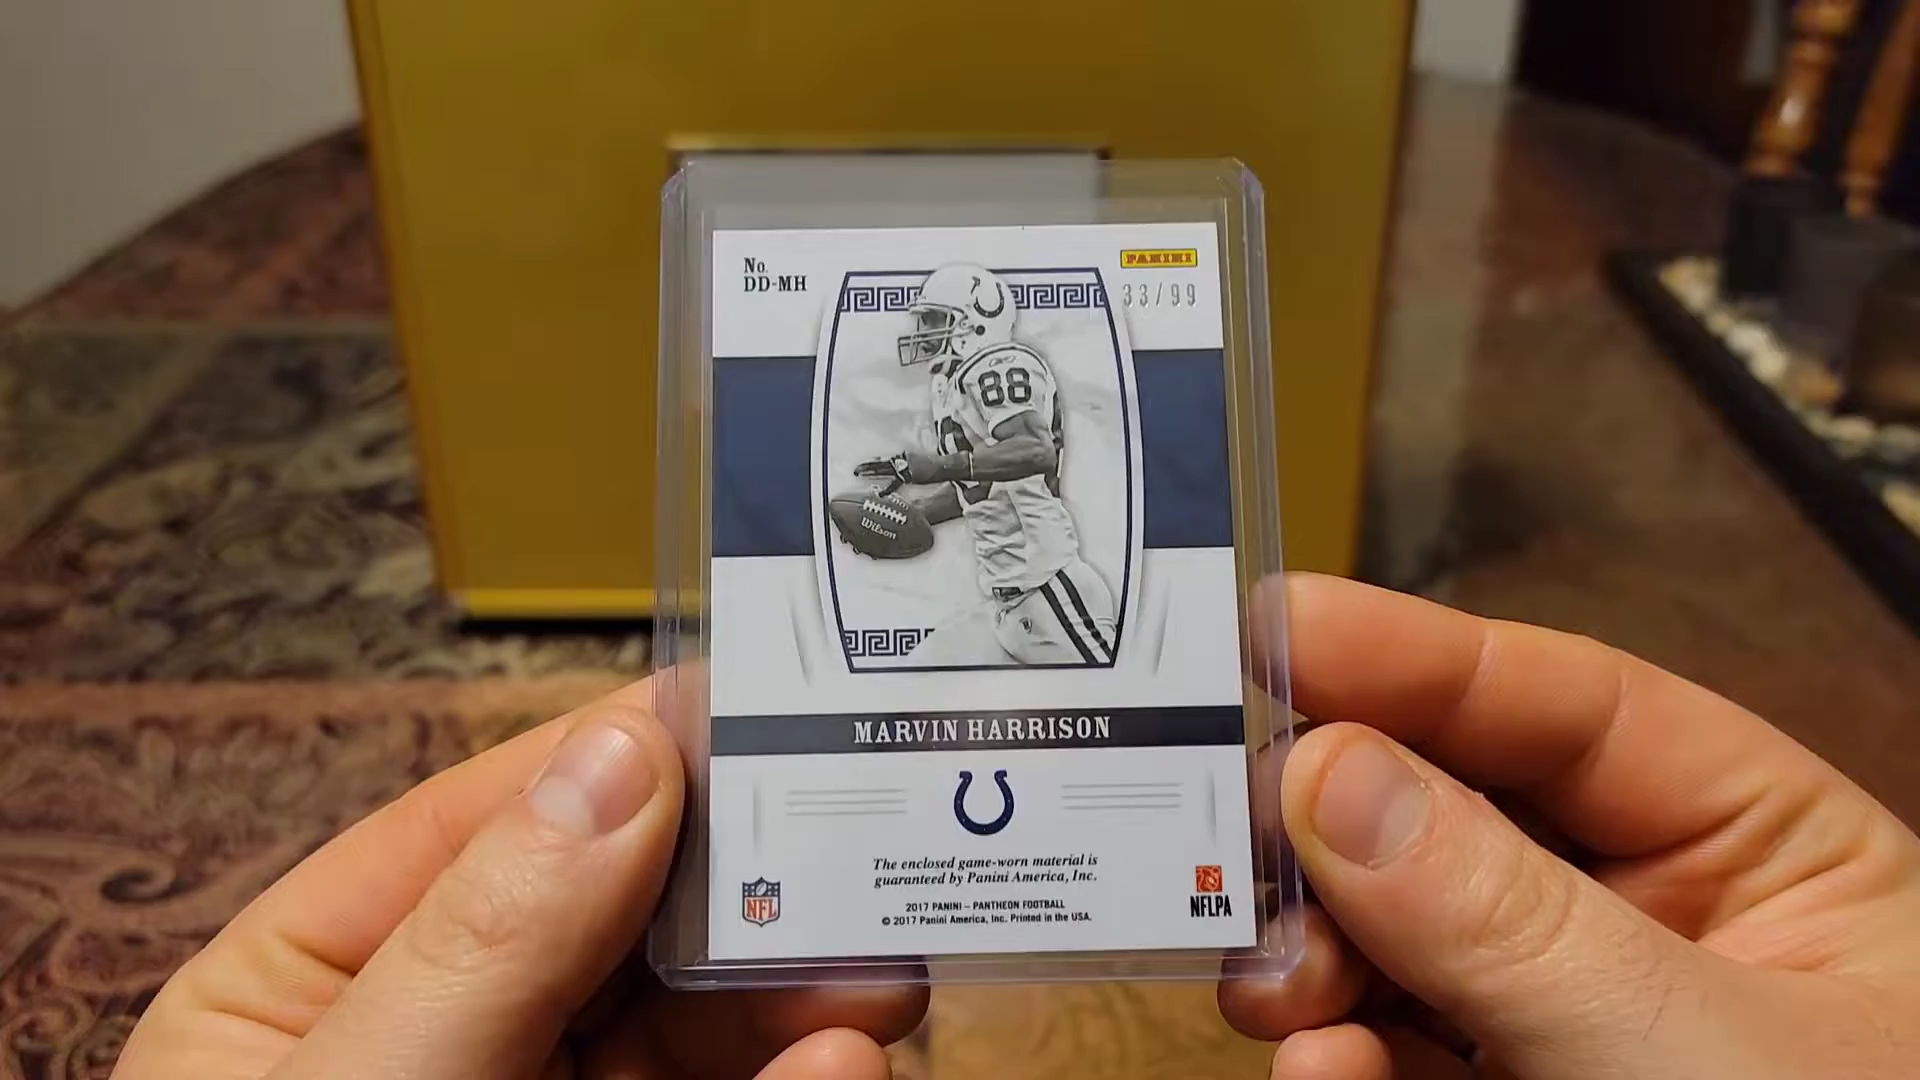 No.
DD-MH
PANINI
33/99
88
Wilson
MARVIN HARRISON
The enclosed game-worn material is
guaranteed by Panini America, Inc.
NFL
2017 PANINI – PANTHEON FOOTBALL
© 2017 Panini America, Inc. Printed in the USA.
NFLPA